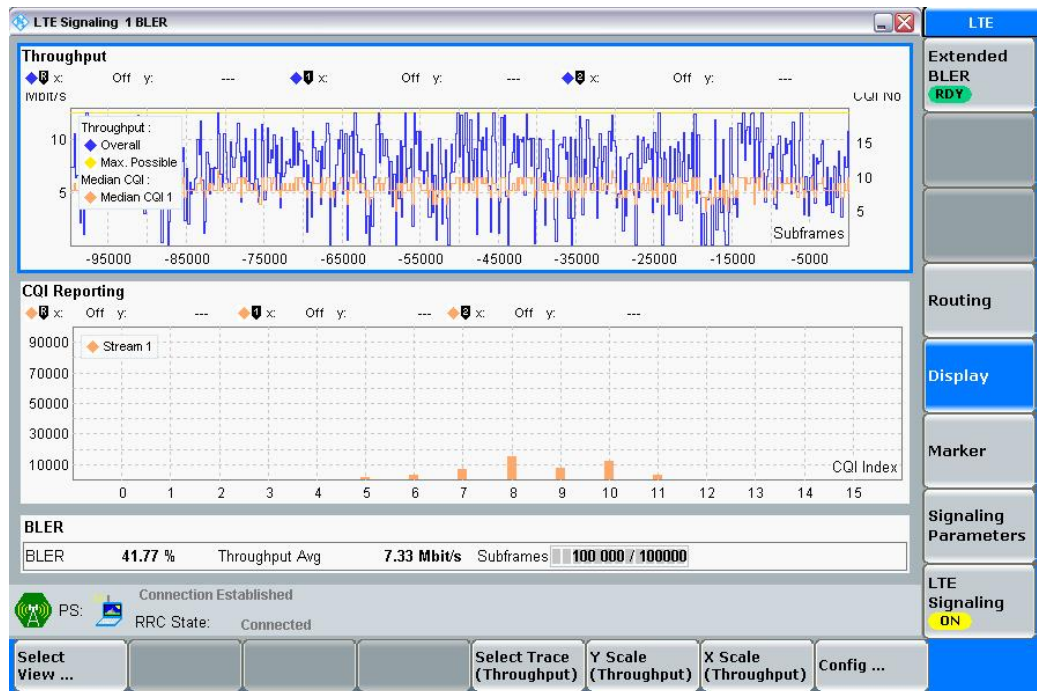 LTE Signaling 1 BLER
LTE
Throughput
R x: Off y: --- 1 x: Off y: --- 2 x: Off y: ---
Mbit/s CQI No
Throughput :
Overall
Max. Possible
Median CQI :
Median CQI 1
10
5
15
10
5
Subframes
-95000 -85000 -75000 -65000 -55000 -45000 -35000 -25000 -15000 -5000
CQI Reporting
R x: Off y: --- 1 x: Off y: --- 2 x: Off y: ---
Stream 1
90000
70000
50000
30000
10000
CQI Index
0 1 2 3 4 5 6 7 8 9 10 11 12 13 14 15
BLER
BLER 41.77 % Throughput Avg 7.33 Mbit/s Subframes 100 000 / 100000
PS:
Connection Established
RRC State: Connected
Extended
BLER
RDY
Routing
Display
Marker
Signaling
Parameters
LTE
Signaling
ON
Select
View ...
Select Trace
(Throughput)
Y Scale
(Throughput)
X Scale
(Throughput)
Config ...